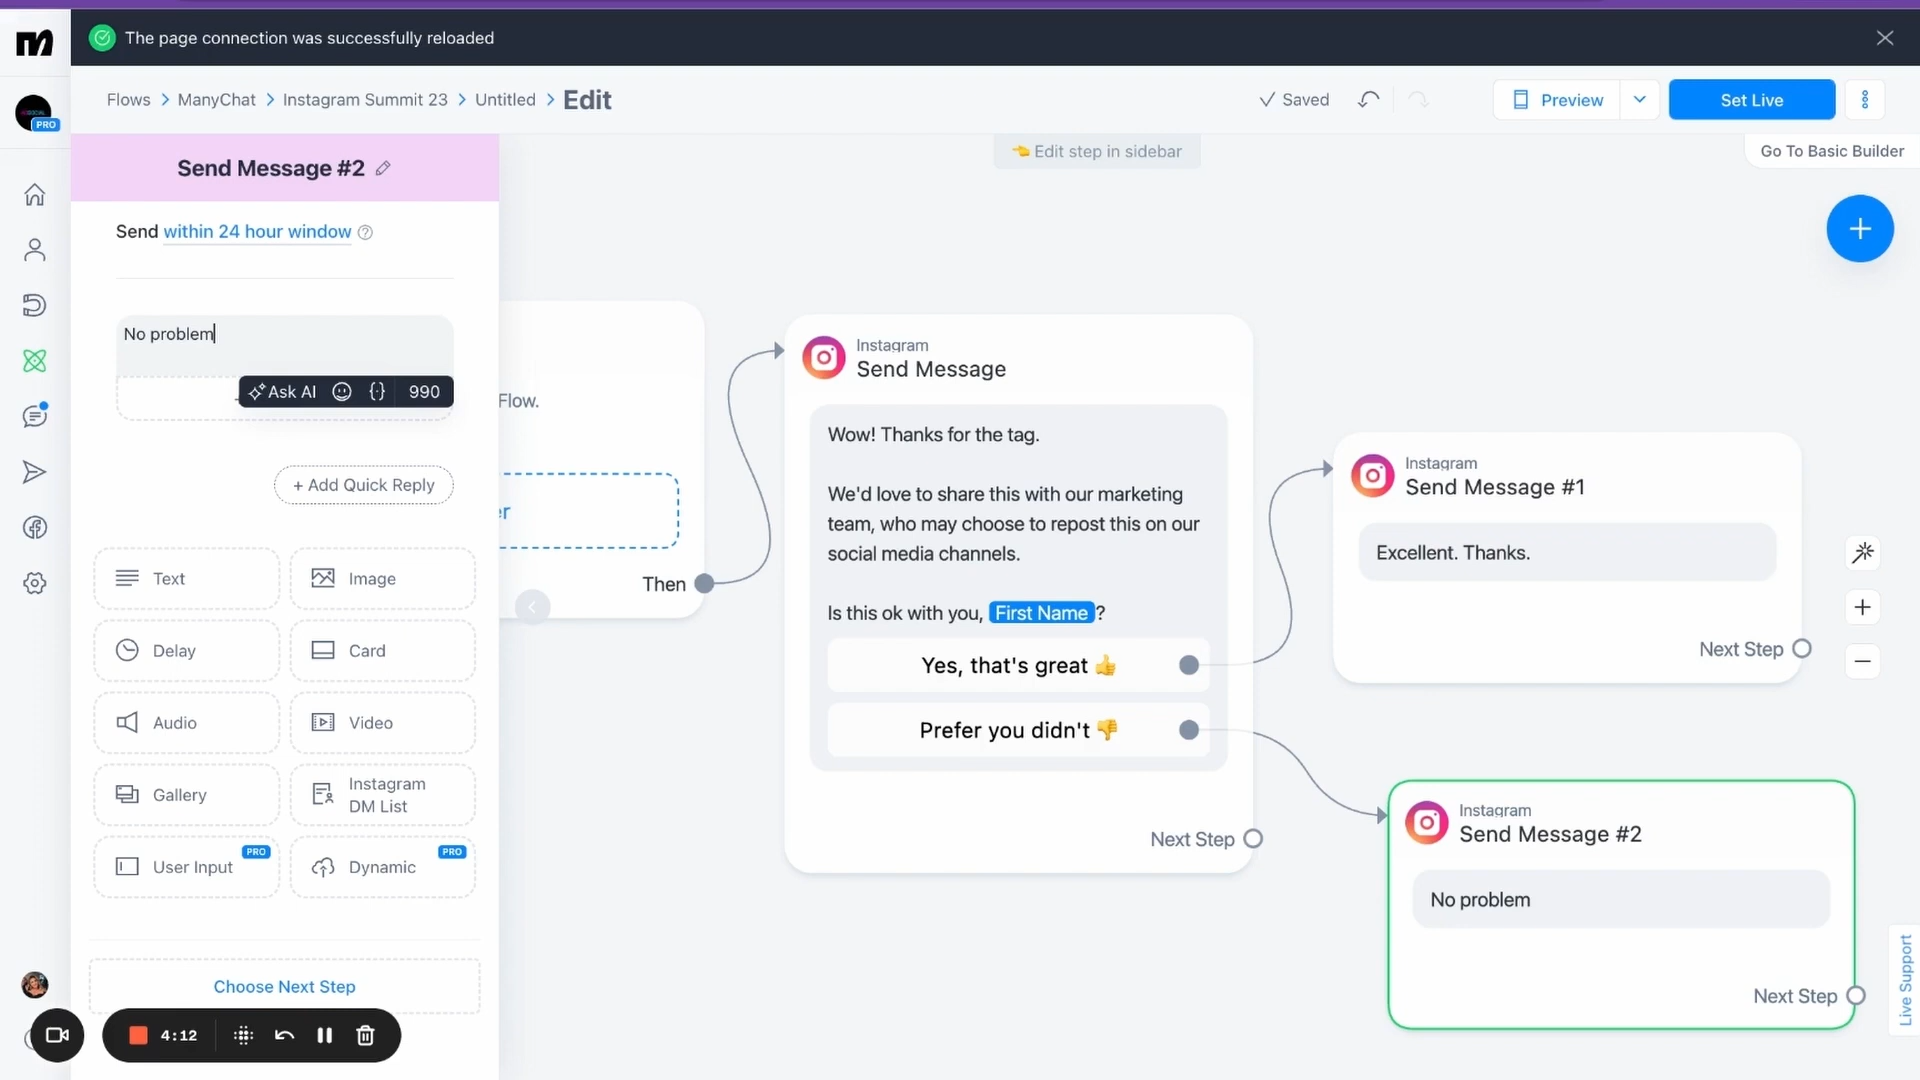 The page connection was successfully reloaded
PRO
Flows > ManyChat > Instagram Summit 23 > Untitled > Edit
Saved
Preview
Set Live
Send Message #2
👈 Edit step in sidebar
Go To Basic Builder
Send within 24 hour window ?
No problem
Ask AI
{·}
990
+ Add Quick Reply
Text
Image
Delay
Card
Audio
Video
Gallery
Instagram
DM List
User Input
PRO
Dynamic
PRO
Choose Next Step
4:12
Flow.
Then
Instagram
Send Message
Wow! Thanks for the tag.
We'd love to share this with our marketing
team, who may choose to repost this on our
social media channels.
Is this ok with you, First Name?
Yes, that's great 👍
Prefer you didn't 👎
Next Step
Instagram
Send Message #1
Excellent. Thanks.
Next Step
Instagram
Send Message #2
No problem
Next Step
Live Support